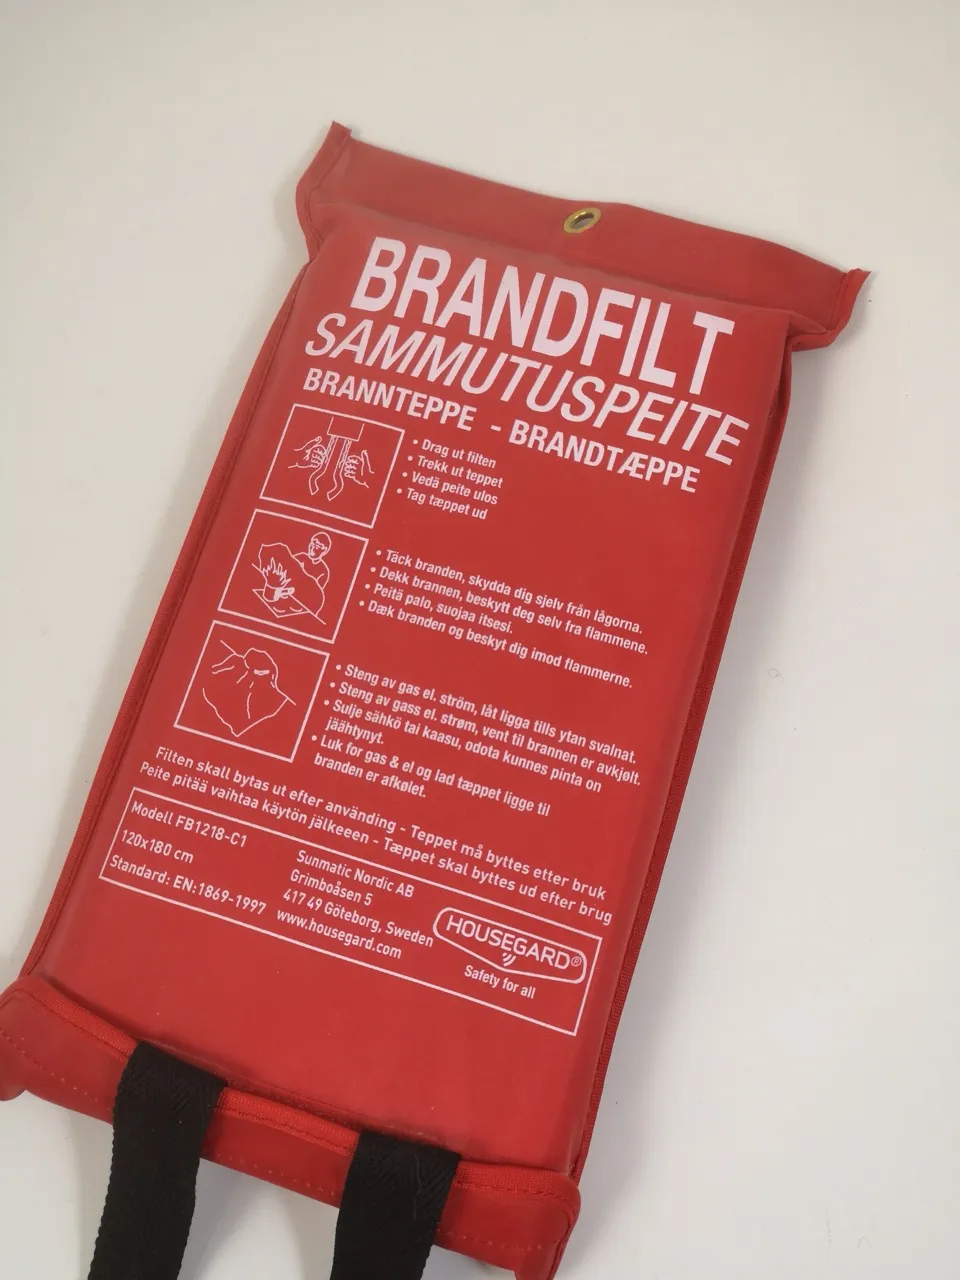 BRANDFILT
SAMMUTUSPEITE
BRANNTEPPE - BRANDTÆPPE
• Drag ut filten
• Trekk ut teppet
• Vedä peite ulos
• Tag tæppet ud
• Täck branden, skydda dig sjelv från lågorna.
• Dekk brannen, beskytt deg selv fra flammene.
• Peitä palo, suojaa itsesi.
• Dæk branden og beskyt dig imod flammerne.
• Steng av gas el. ström, låt ligga tills ytan svalnat.
• Steng av gass el. strøm, vent til brannen er avkjølt.
• Sulje sähkö tai kaasu, odota kunnes pinta on
jäähtynyt.
• Luk for gas & el og lad tæppet ligge til
branden er afkølet.
Filten skall bytas ut efter använding - Teppet må byttes etter bruk
Peite pitää vaihtaa käytön jälkeeen - Tæppet skal byttes ud efter brug
Modell FB1218-C1
120x180 cm
Standard: EN:1869-1997
Sunmatic Nordic AB
Grimboåsen 5
417 49 Göteborg, Sweden
www.housegard.com
HOUSEGARD®
Safety for all